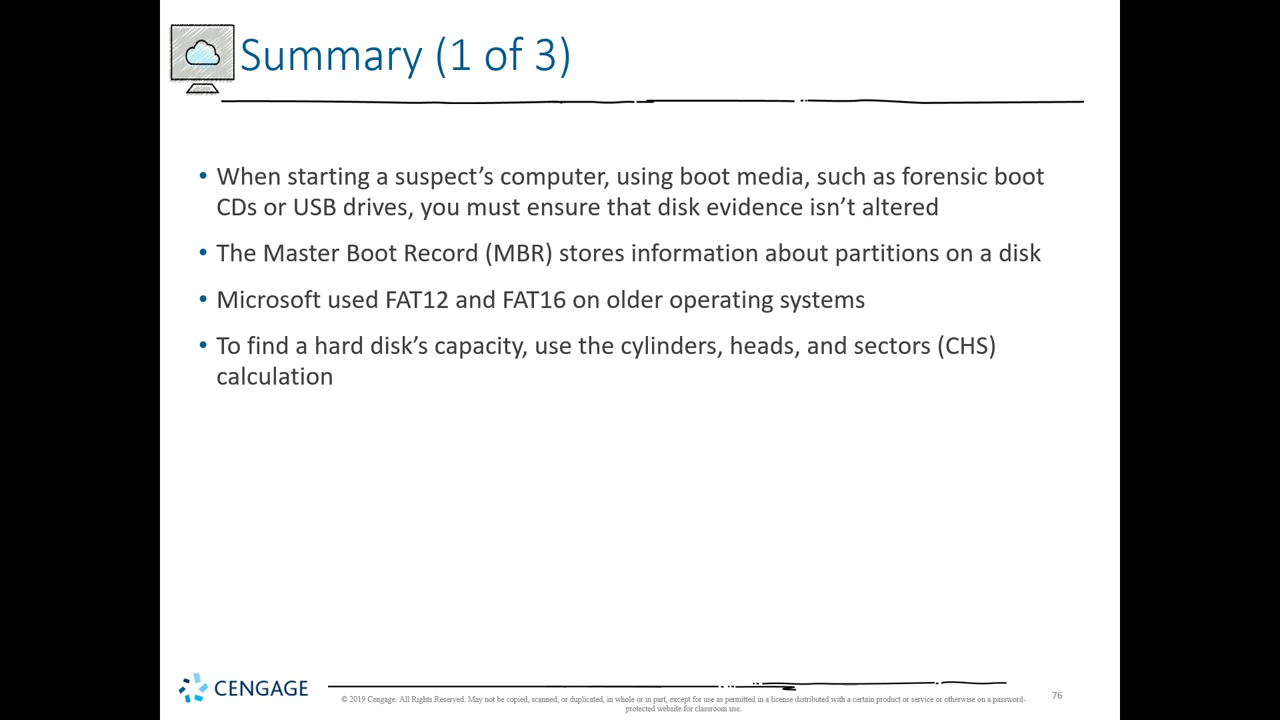 Summary (1 of 3)
• When starting a suspect’s computer, using boot media, such as forensic boot
CDs or USB drives, you must ensure that disk evidence isn’t altered
• The Master Boot Record (MBR) stores information about partitions on a disk
• Microsoft used FAT12 and FAT16 on older operating systems
• To find a hard disk’s capacity, use the cylinders, heads, and sectors (CHS)
calculation
CENGAGE
© 2019 Cengage. All Rights Reserved. May not be copied, scanned, or duplicated, in whole or in part, except for use as permitted in a license distributed with a certain product or service or otherwise on a password-
protected website for classroom use.
76